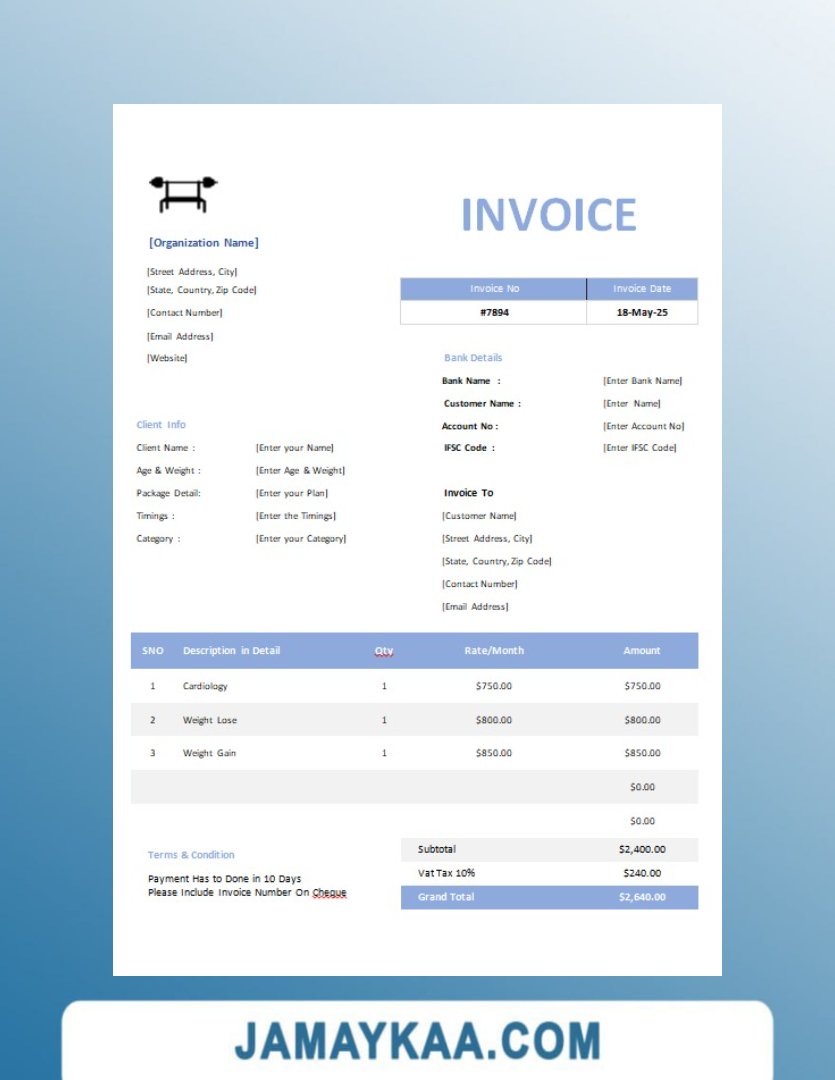 INVOICE
[Organization Name]
[Street Address, City]
[State, Country, Zip Code]
[Contact Number]
[Email Address]
[Website]
Invoice No Invoice Date
#7894 18-May-25
Bank Details
Bank Name : [Enter Bank Name]
Customer Name : [Enter Name]
Account No : [Enter Account No]
IFSC Code : [Enter IFSC Code]
Client Info
Client Name : [Enter your Name]
Age & Weight : [Enter Age & Weight]
Package Detail: [Enter your Plan]
Timings : [Enter the Timings]
Category : [Enter your Category]
Invoice To
[Customer Name]
[Street Address, City]
[State, Country, Zip Code]
[Contact Number]
[Email Address]
SNO Description in Detail Qty Rate/Month Amount
1 Cardiology 1 $750.00 $750.00
2 Weight Lose 1 $800.00 $800.00
3 Weight Gain 1 $850.00 $850.00
$0.00
$0.00
Subtotal $2,400.00
Vat Tax 10% $240.00
Grand Total $2,640.00
Terms & Condition
Payment Has to Done in 10 Days
Please Include Invoice Number On Cheque
JAMAYKAA.COM